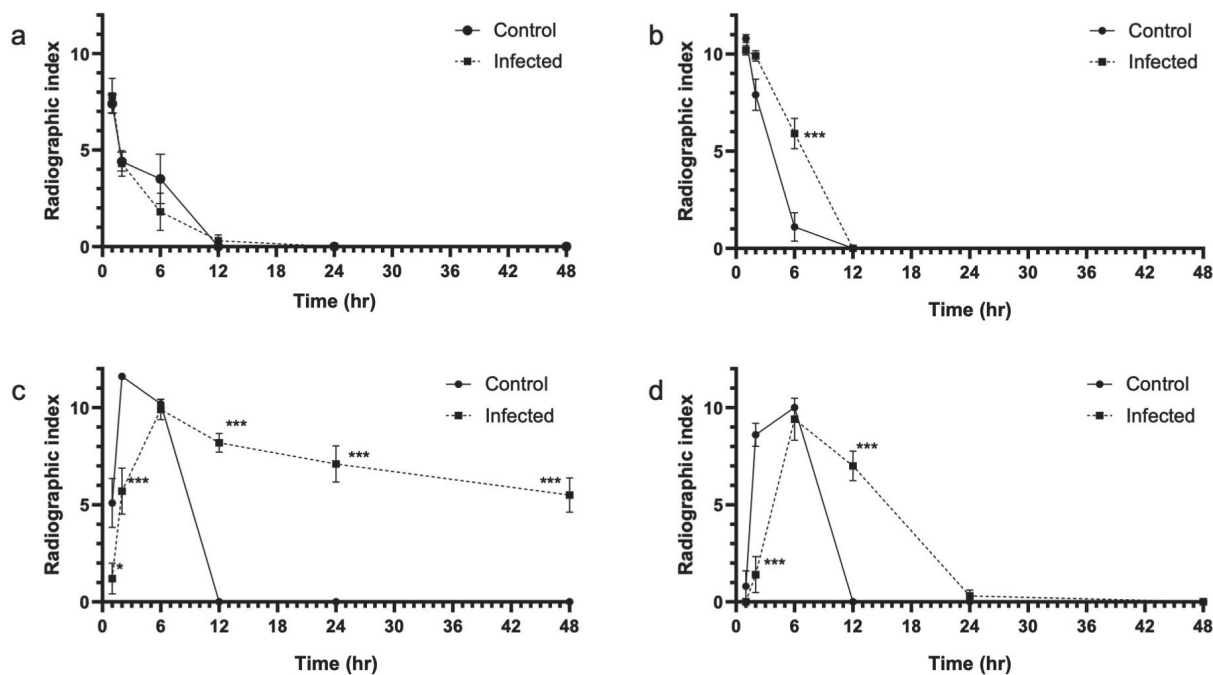 a
Radiographic index
10
5
0
Control
Infected
0 6 12 18 24 30 36 42 48
Time (hr)
b
Radiographic index
10
5
0
Control
Infected
***
0 6 12 18 24 30 36 42 48
Time (hr)
c
Radiographic index
10
5
0
Control
Infected
*
***
***
***
***
0 6 12 18 24 30 36 42 48
Time (hr)
d
Radiographic index
10
5
0
Control
Infected
***
***
0 6 12 18 24 30 36 42 48
Time (hr)